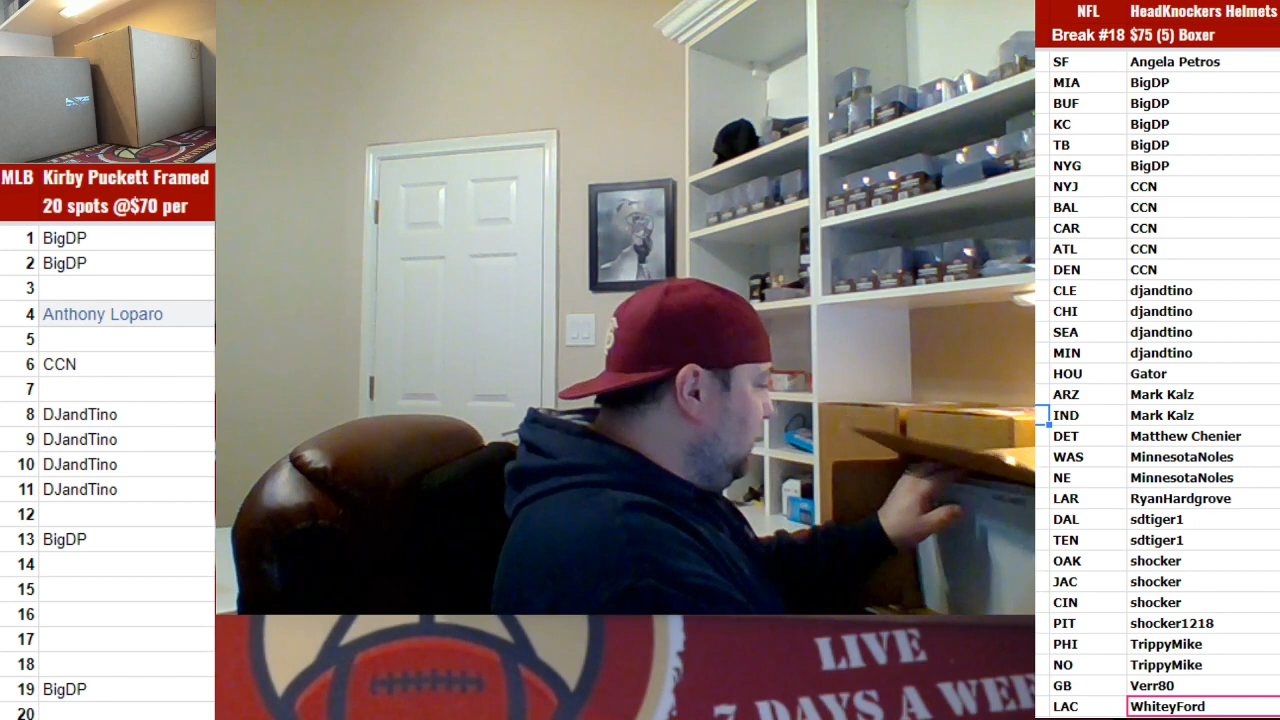 MLB Kirby Puckett Framed
20 spots @$70 per
1 BigDP
2 BigDP
3
4 Anthony Loparo
5
6 CCN
7
8 DJandTino
9 DJandTino
10 DJandTino
11 DJandTino
12
13 BigDP
14
15
16
17
18
19 BigDP
20
LIVE
7 DAYS A WEE
NFL HeadKnockers Helmets
Break #18 $75 (5) Boxer
SF Angela Petros
MIA BigDP
BUF BigDP
KC BigDP
TB BigDP
NYG BigDP
NYJ CCN
BAL CCN
CAR CCN
ATL CCN
DEN CCN
CLE djandtino
CHI djandtino
SEA djandtino
MIN djandtino
HOU Gator
ARZ Mark Kalz
IND Mark Kalz
DET Matthew Chenier
WAS MinnesotaNoles
NE MinnesotaNoles
LAR RyanHardgrove
DAL sdtiger1
TEN sdtiger1
OAK shocker
JAC shocker
CIN shocker
PIT shocker1218
PHI TrippyMike
NO TrippyMike
GB Verr80
LAC WhiteyFord